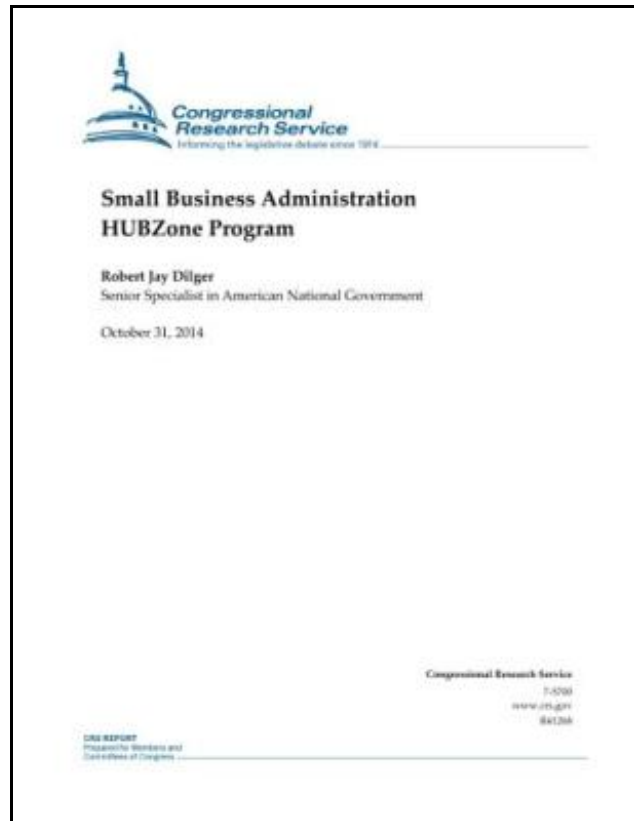 Congressional
Research Service
Informing the legislative debate since 1914
Small Business Administration
HUBZone Program
Robert Jay Dilger
Senior Specialist in American National Government
October 31, 2014
Congressional Research Service
7-5700
www.crs.gov
R41268
CRS REPORT
Prepared for Members and
Committees of Congress